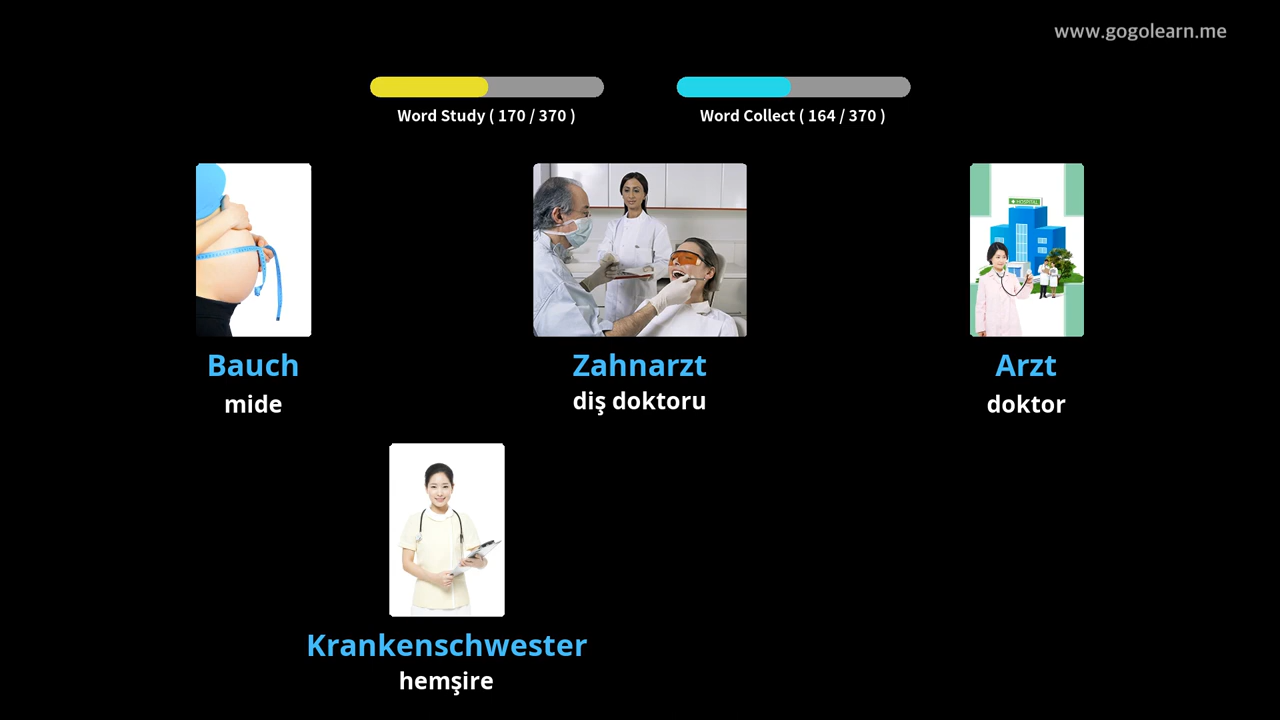 www.gogolearn.me
Word Study ( 170 / 370 )
Word Collect ( 164 / 370 )
HOSPITAL
Bauch
mide
Zahnarzt
diş doktoru
Arzt
doktor
Krankenschwester
hemşire